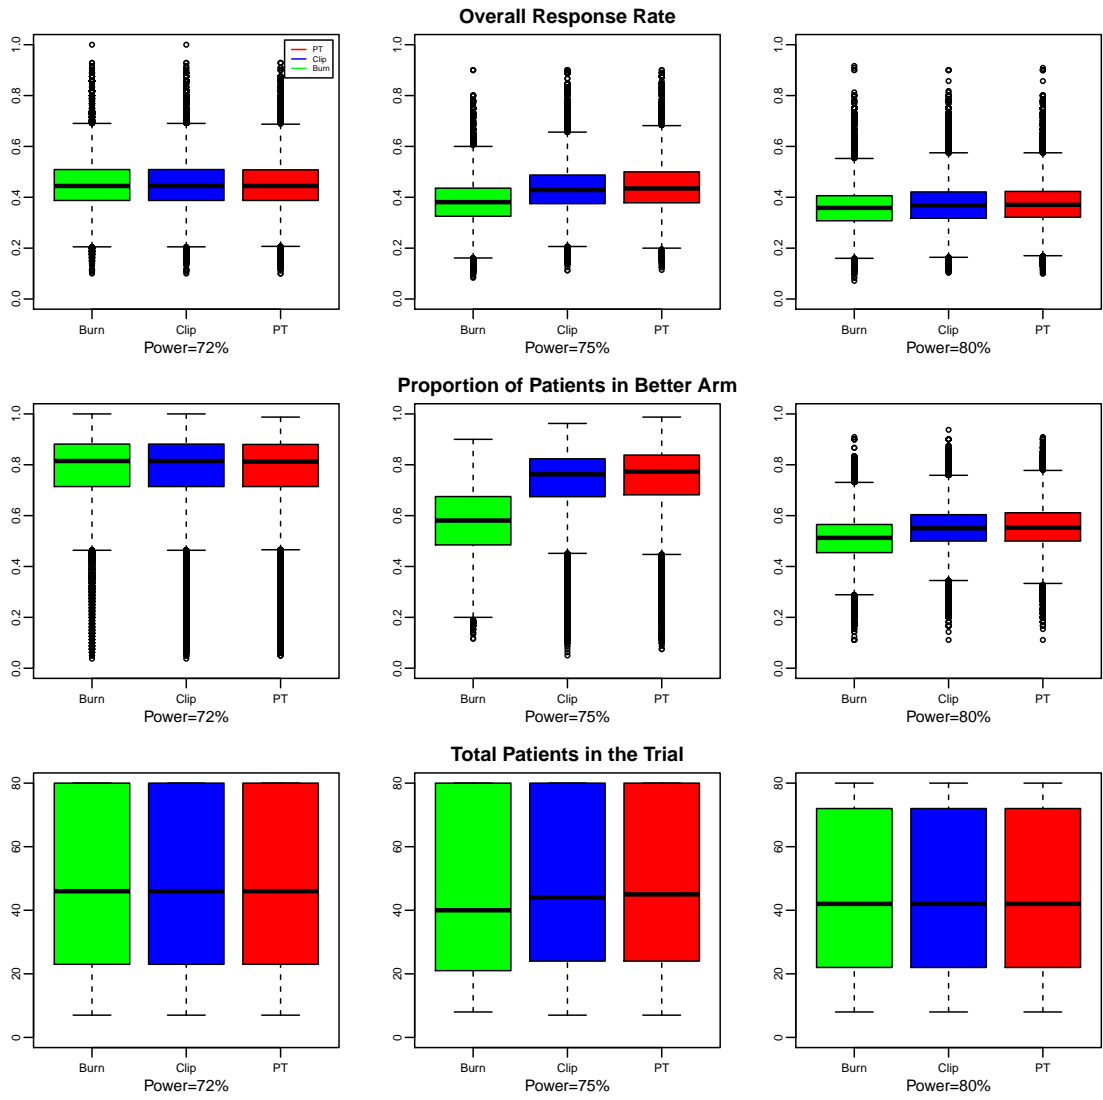 Overall Response Rate
0.0 0.2 0.4 0.6 0.8 1.0
PT
Clip
Burn
Burn Clip PT
Power=72%
0.0 0.2 0.4 0.6 0.8 1.0
Burn Clip PT
Power=75%
0.0 0.2 0.4 0.6 0.8 1.0
Burn Clip PT
Power=80%
Proportion of Patients in Better Arm
0.0 0.2 0.4 0.6 0.8 1.0
Burn Clip PT
Power=72%
0.0 0.2 0.4 0.6 0.8 1.0
Burn Clip PT
Power=75%
0.0 0.2 0.4 0.6 0.8 1.0
Burn Clip PT
Power=80%
Total Patients in the Trial
0 20 40 60 80
Burn Clip PT
Power=72%
0 20 40 60 80
Burn Clip PT
Power=75%
0 20 40 60 80
Burn Clip PT
Power=80%